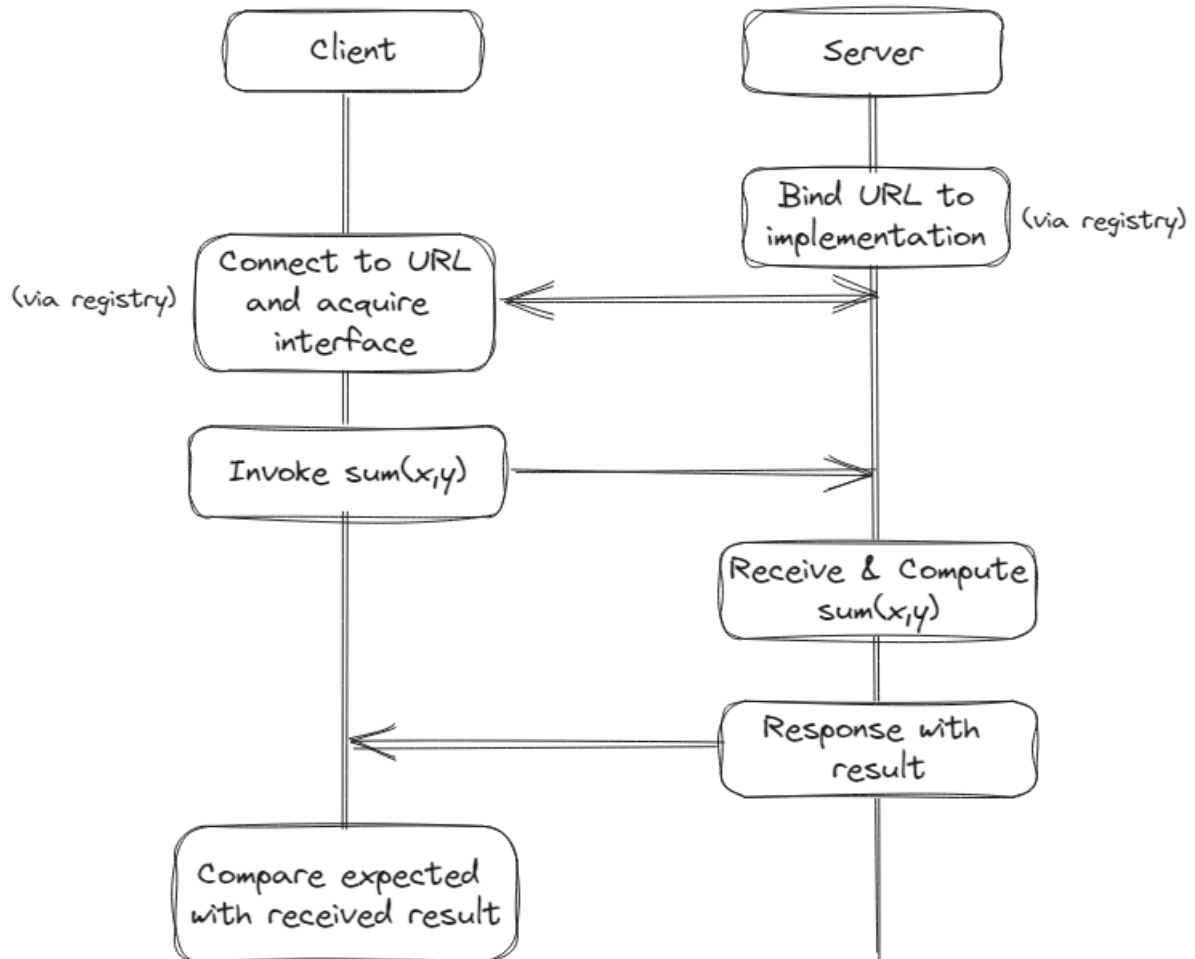 Client
Server
Bind URL to
implementation
(via registry)
Connect to URL
and acquire
interface
(via registry)
Invoke sum(x,y)
Receive & Compute
sum(x,y)
Response with
result
Compare expected
with received result